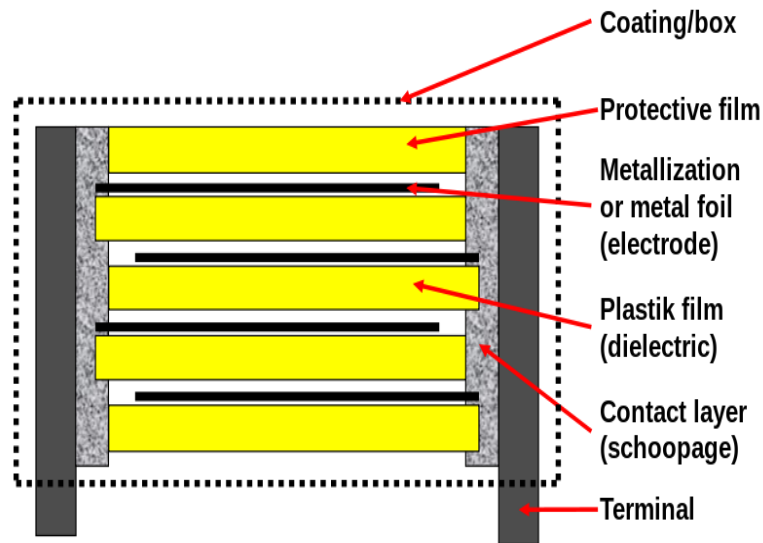 Coating/box
Protective film
Metallization
or metal foil
(electrode)
Plastik film
(dielectric)
Contact layer
(schoopage)
Terminal